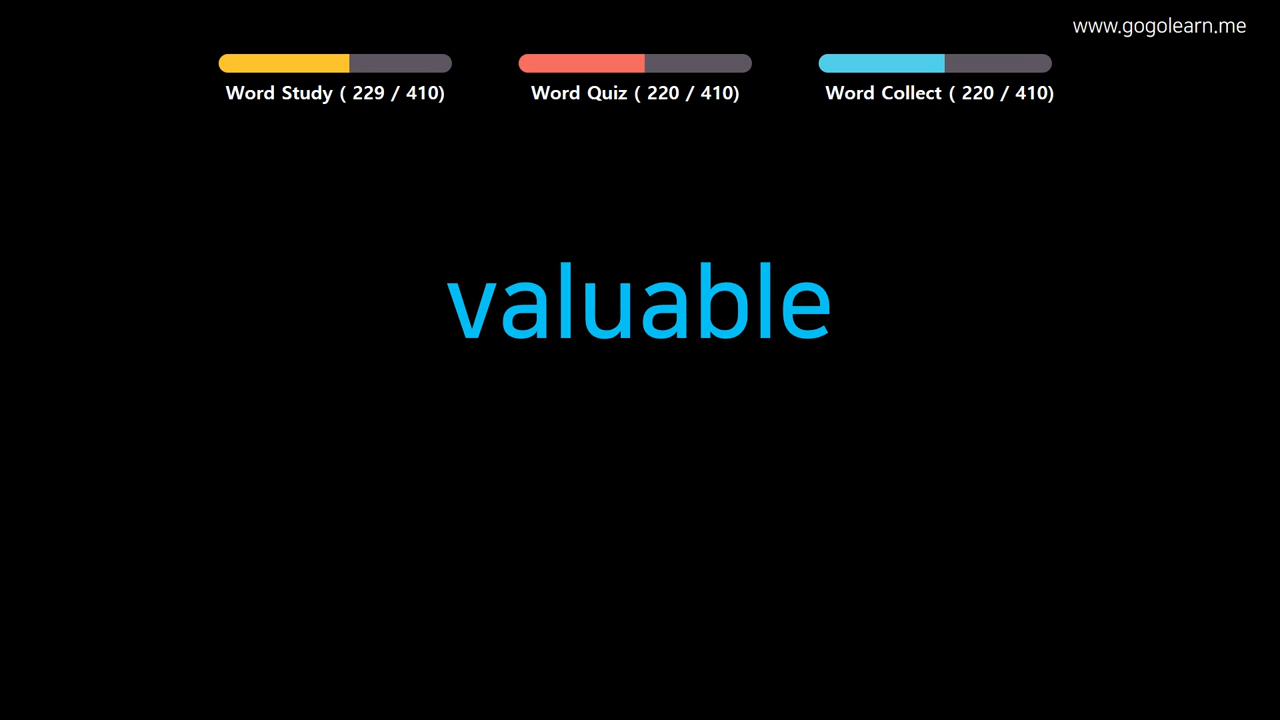 www.gogolearn.me
Word Study ( 229 / 410)
Word Quiz ( 220 / 410)
Word Collect ( 220 / 410)
valuable